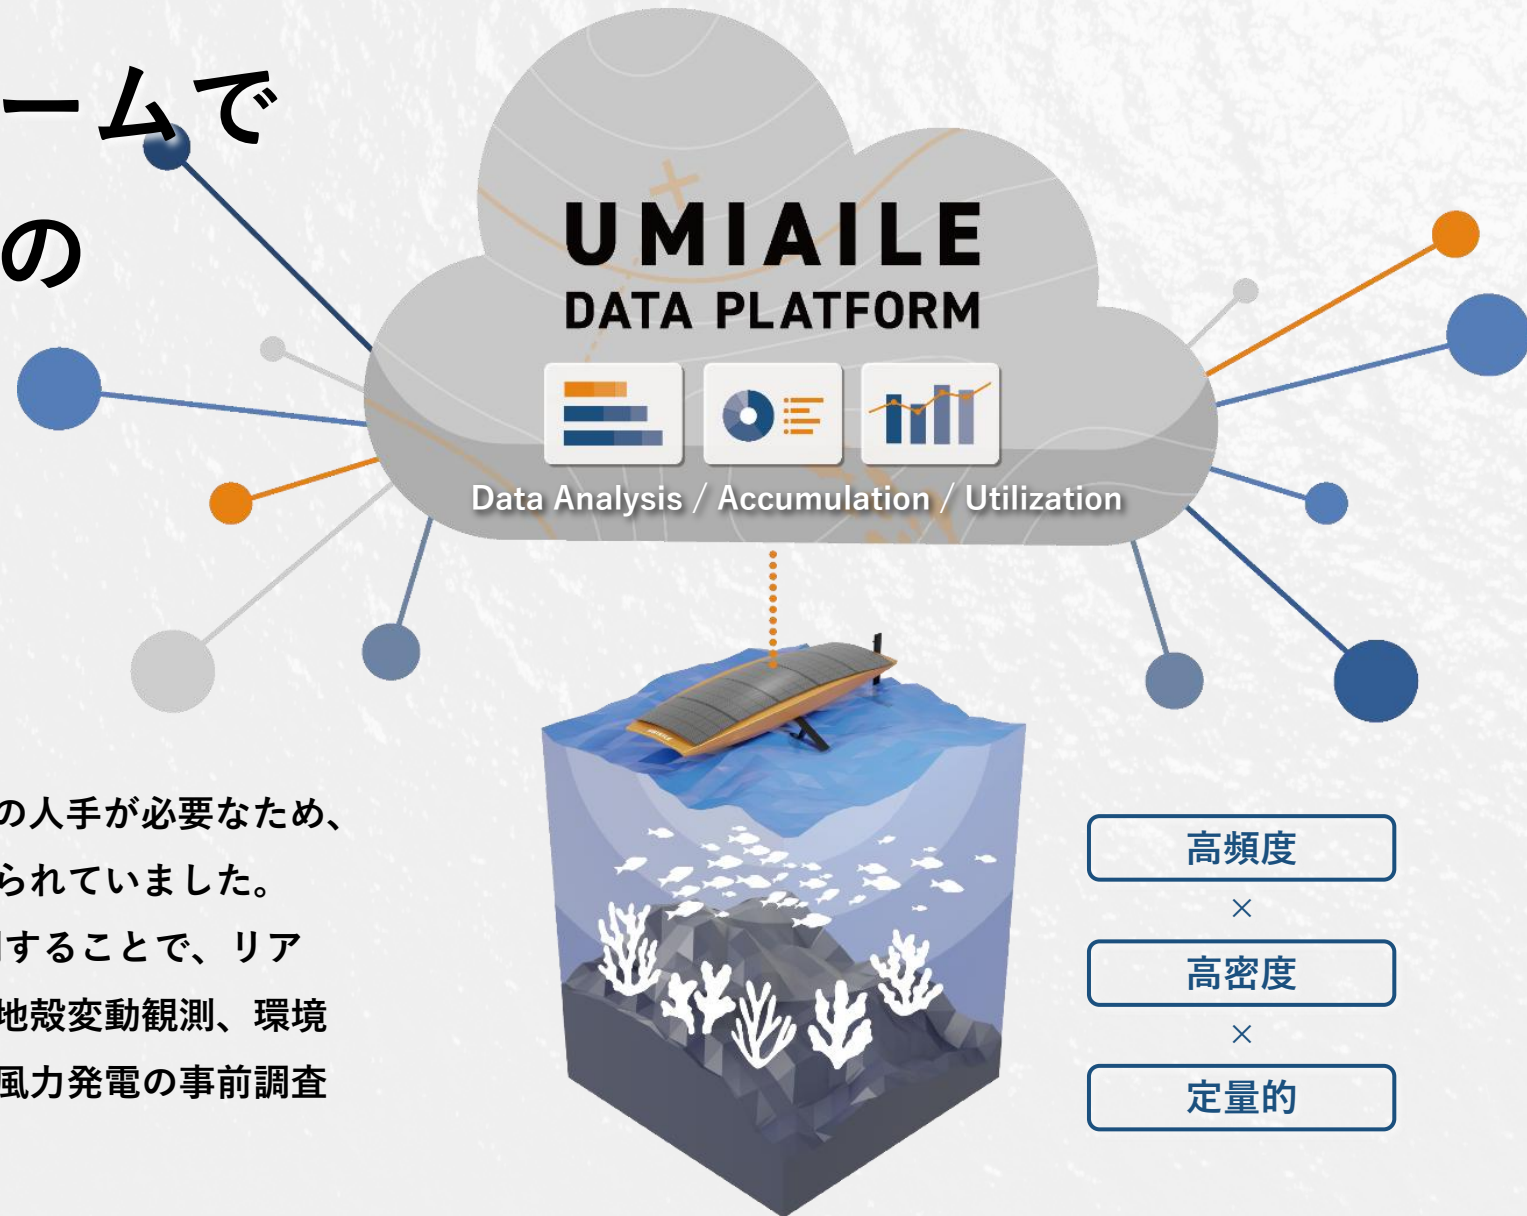 ームで
の
UMIAILE
DATA PLATFORM
Data Analysis / Accumulation / Utilization
の人手が必要なため、
られていました。
することで、リア
地殻変動観測、環境
風力発電の事前調査
高頻度
×
高密度
×
定量的